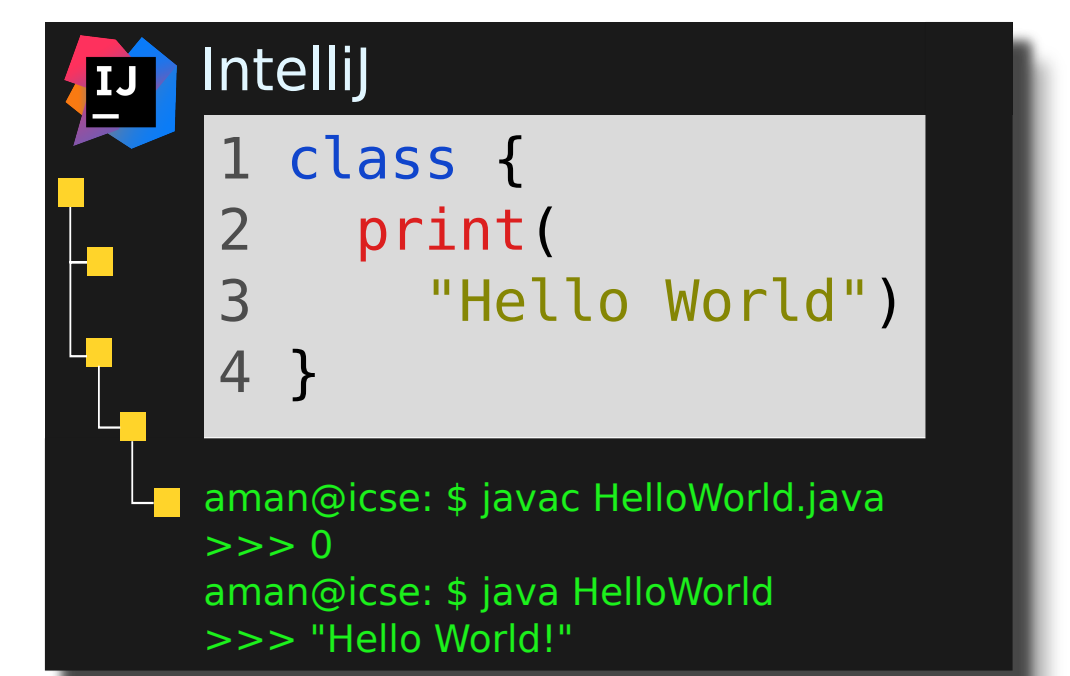 IJ
IntelliJ
1 class {
2   print(
3     "Hello World")
4 }
aman@icse: $ javac HelloWorld.java
>>> 0
aman@icse: $ java HelloWorld
>>> "Hello World!"